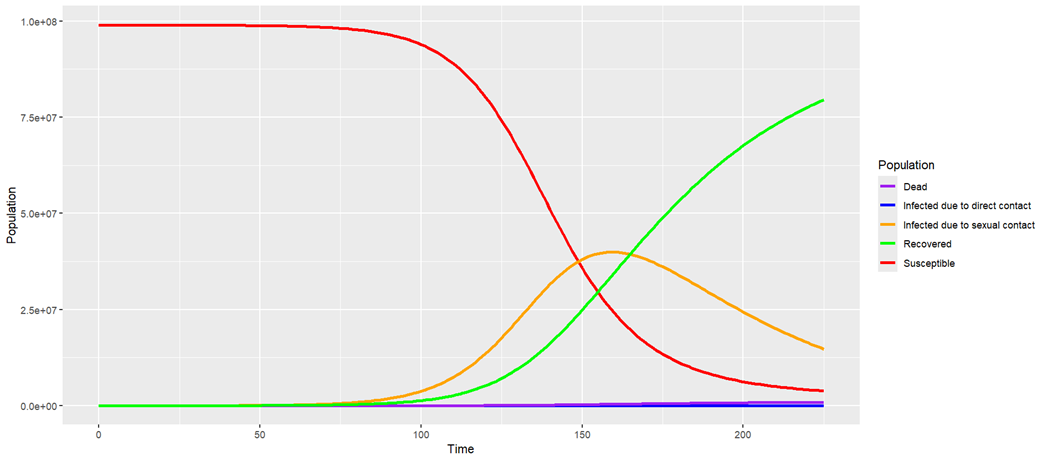 1.0e+08
7.5e+07
5.0e+07
2.5e+07
0.0e+00
Population
0 50 100 150 200
Time
Population
Dead
Infected due to direct contact
Infected due to sexual contact
Recovered
Susceptible